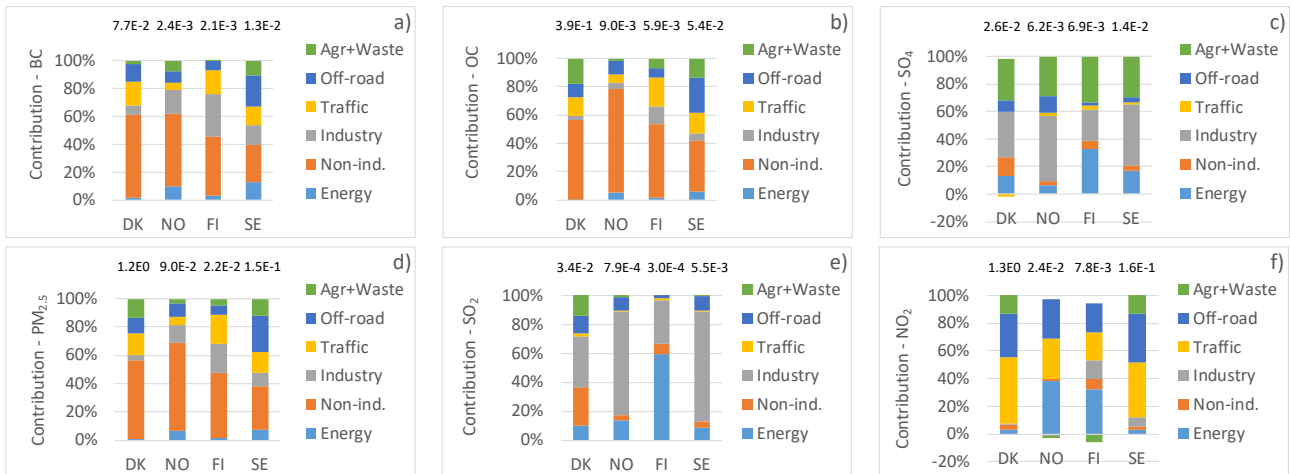 a)
7.7E-2 2.4E-3 2.1E-3 1.3E-2
Contribution - BC
100%
80%
60%
40%
20%
0%
DK NO FI SE
Agr+Waste
Off-road
Traffic
Industry
Non-ind.
Energy
b)
3.9E-1 9.0E-3 5.9E-3 5.4E-2
Contribution - OC
100%
80%
60%
40%
20%
0%
DK NO FI SE
Agr+Waste
Off-road
Traffic
Industry
Non-ind.
Energy
c)
2.6E-2 6.2E-3 6.9E-3 1.4E-2
Contribution - SO4
100%
80%
60%
40%
20%
0%
-20%
DK NO FI SE
Agr+Waste
Off-road
Traffic
Industry
Non-ind.
Energy
d)
1.2E0 9.0E-2 2.2E-2 1.5E-1
Contribution - PM2.5
100%
80%
60%
40%
20%
0%
DK NO FI SE
Agr+Waste
Off-road
Traffic
Industry
Non-ind.
Energy
e)
3.4E-2 7.9E-4 3.0E-4 5.5E-3
Contribution - SO2
100%
80%
60%
40%
20%
0%
DK NO FI SE
Agr+Waste
Off-road
Traffic
Industry
Non-ind.
Energy
f)
1.3E0 2.4E-2 7.8E-3 1.6E-1
Contribution - NO2
100%
80%
60%
40%
20%
0%
-20%
DK NO FI SE
Agr+Waste
Off-road
Traffic
Industry
Non-ind.
Energy